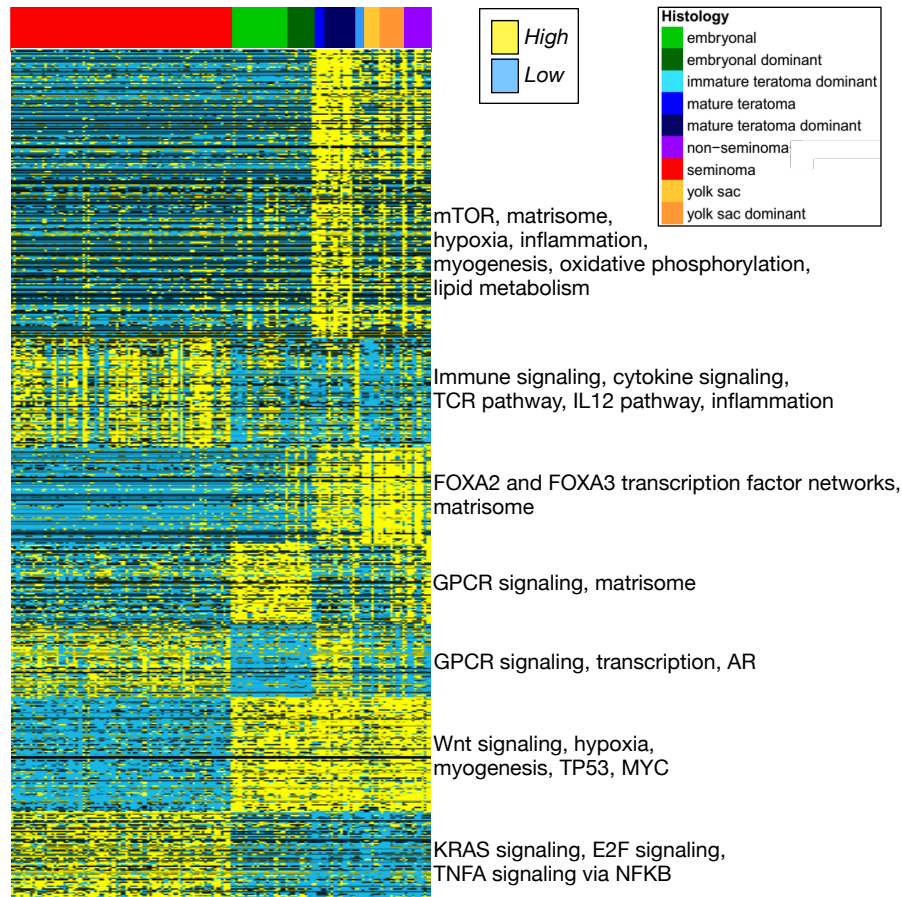 High
Low
Histology
embryonal
embryonal dominant
immature teratoma dominant
mature teratoma
mature teratoma dominant
non−seminoma
seminoma
yolk sac
yolk sac dominant
mTOR, matrisome,
hypoxia, inflammation,
myogenesis, oxidative phosphorylation,
lipid metabolism
Immune signaling, cytokine signaling,
TCR pathway, IL12 pathway, inflammation
FOXA2 and FOXA3 transcription factor networks,
matrisome
GPCR signaling, matrisome
GPCR signaling, transcription, AR
Wnt signaling, hypoxia,
myogenesis, TP53, MYC
KRAS signaling, E2F signaling,
TNFA signaling via NFKB